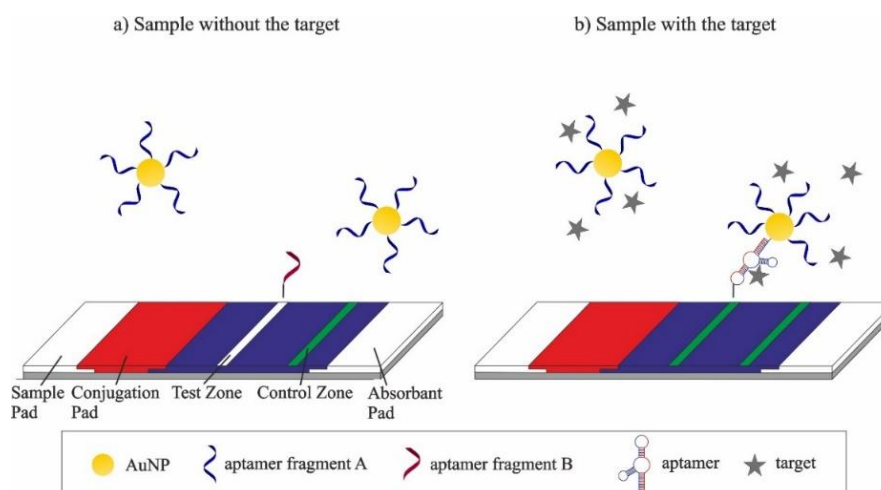 a) Sample without the target
b) Sample with the target
Sample
Pad
Conjugation
Pad
Test Zone
Control Zone
Absorbant
Pad
AuNP
aptamer fragment A
aptamer fragment B
aptamer
target